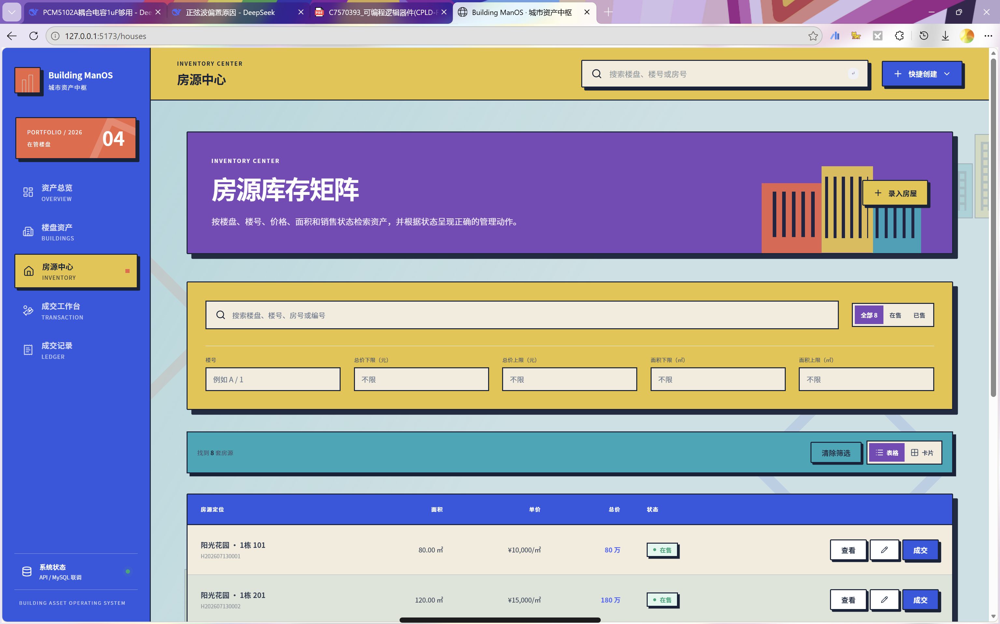 PCM5102A耦合电容1uF够用 - Dee
正弦波偏置原因 - DeepSeek
C7570393_可编程逻辑器件(CPLD-F
Building ManOS · 城市资产中枢
127.0.0.1:5173/houses
Building ManOS
城市资产中枢
PORTFOLIO / 2026
在管楼盘
04
资产总览
OVERVIEW
楼盘资产
BUILDINGS
房源中心
INVENTORY
成交工作台
TRANSACTION
成交记录
LEDGER
系统状态
API / MySQL 联调
BUILDING ASSET OPERATING SYSTEM
INVENTORY CENTER
房源中心
搜索楼盘、楼号或房号
快捷创建
INVENTORY CENTER
房源库存矩阵
按楼盘、楼号、价格、面积和销售状态检索资产，并根据状态呈现正确的管理动作。
录入房屋
搜索楼盘、楼号、房号或编号
全部 8 在售 已售
楼号 总价下限（元） 总价上限（元） 面积下限（㎡） 面积上限（㎡）
例如 A / 1 不限 不限 不限 不限
找到 8 套房源
清除筛选 表格 卡片
房源定位 面积 单价 总价 状态
阳光花园 · 1栋 101
H202607130001
80.00 ㎡ ¥10,000/㎡ 80 万 在售 查看 成交
阳光花园 · 1栋 201
H202607130002
120.00 ㎡ ¥15,000/㎡ 180 万 在售 查看 成交